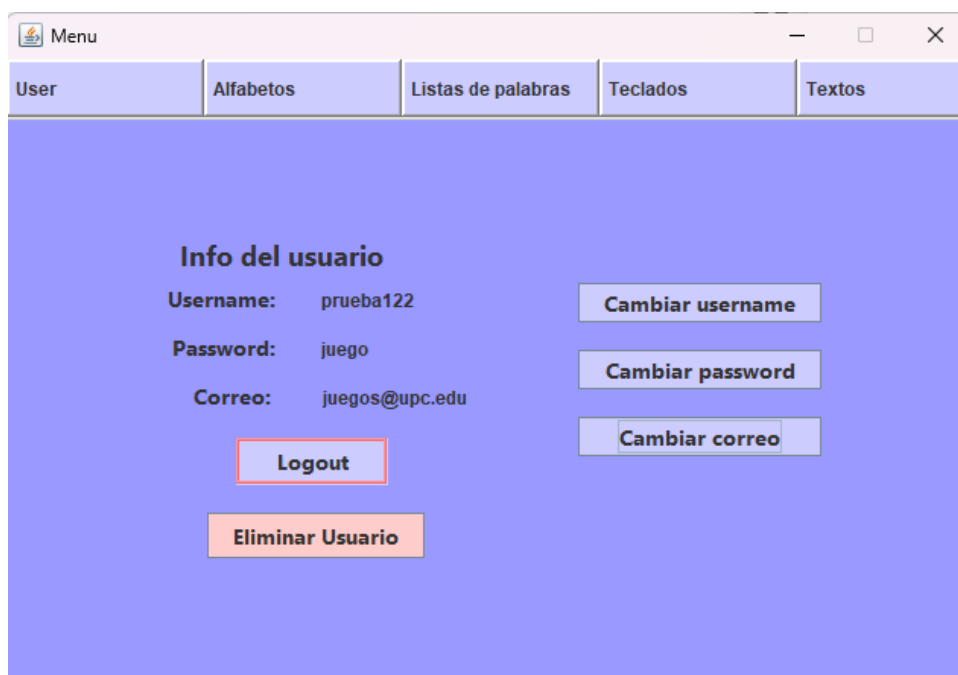 Menu
User Alfabetos Listas de palabras Teclados Textos
Info del usuario
Username: prueba122
Cambiar username
Password: juego
Cambiar password
Correo: juegos@upc.edu
Cambiar correo
Logout
Eliminar Usuario